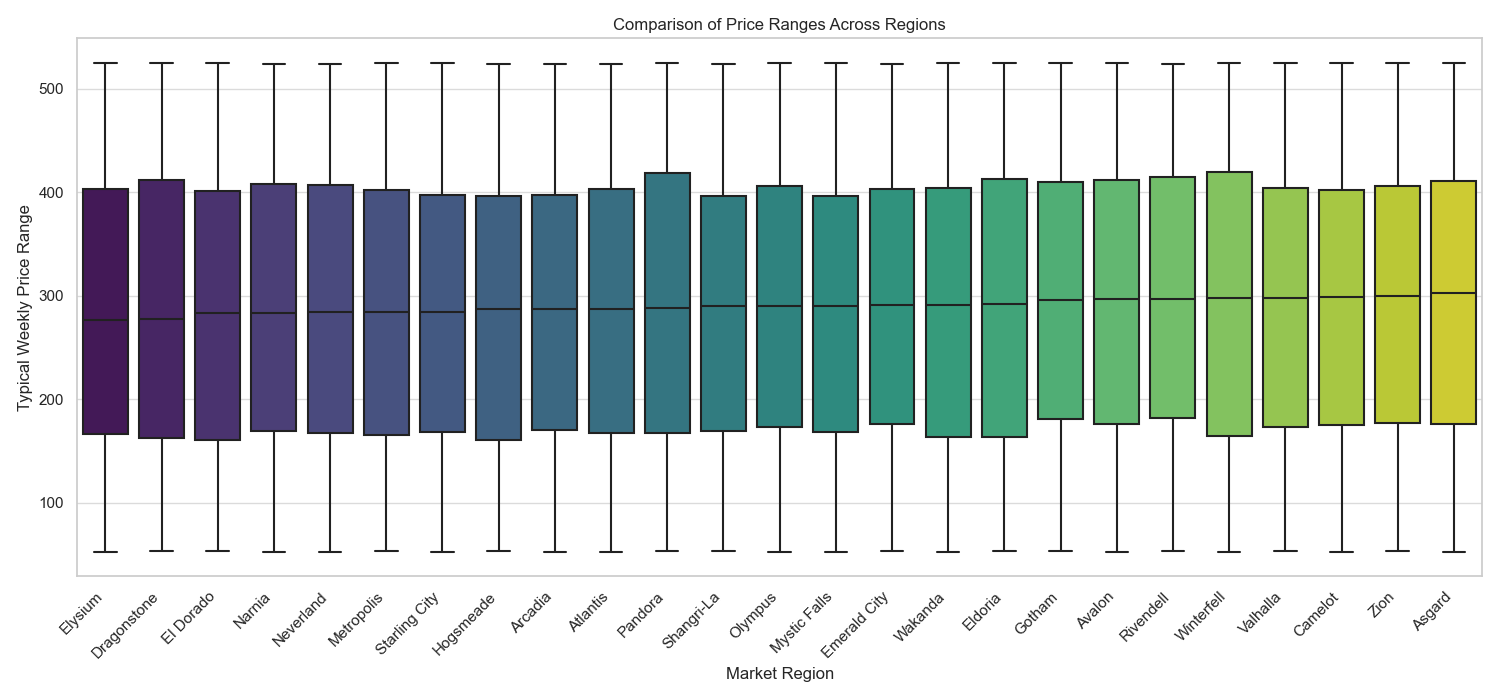 Comparison of Price Ranges Across Regions
Typical Weekly Price Range
500
400
300
200
100
Elysium
Dragonstone
El Dorado
Narnia
Neverland
Metropolis
Starling City
Hogsmeade
Arcadia
Atlantis
Pandora
Shangri-La
Olympus
Mystic Falls
Emerald City
Wakanda
Eldoria
Gotham
Avalon
Rivendell
Winterfell
Valhalla
Camelot
Zion
Asgard
Market Region